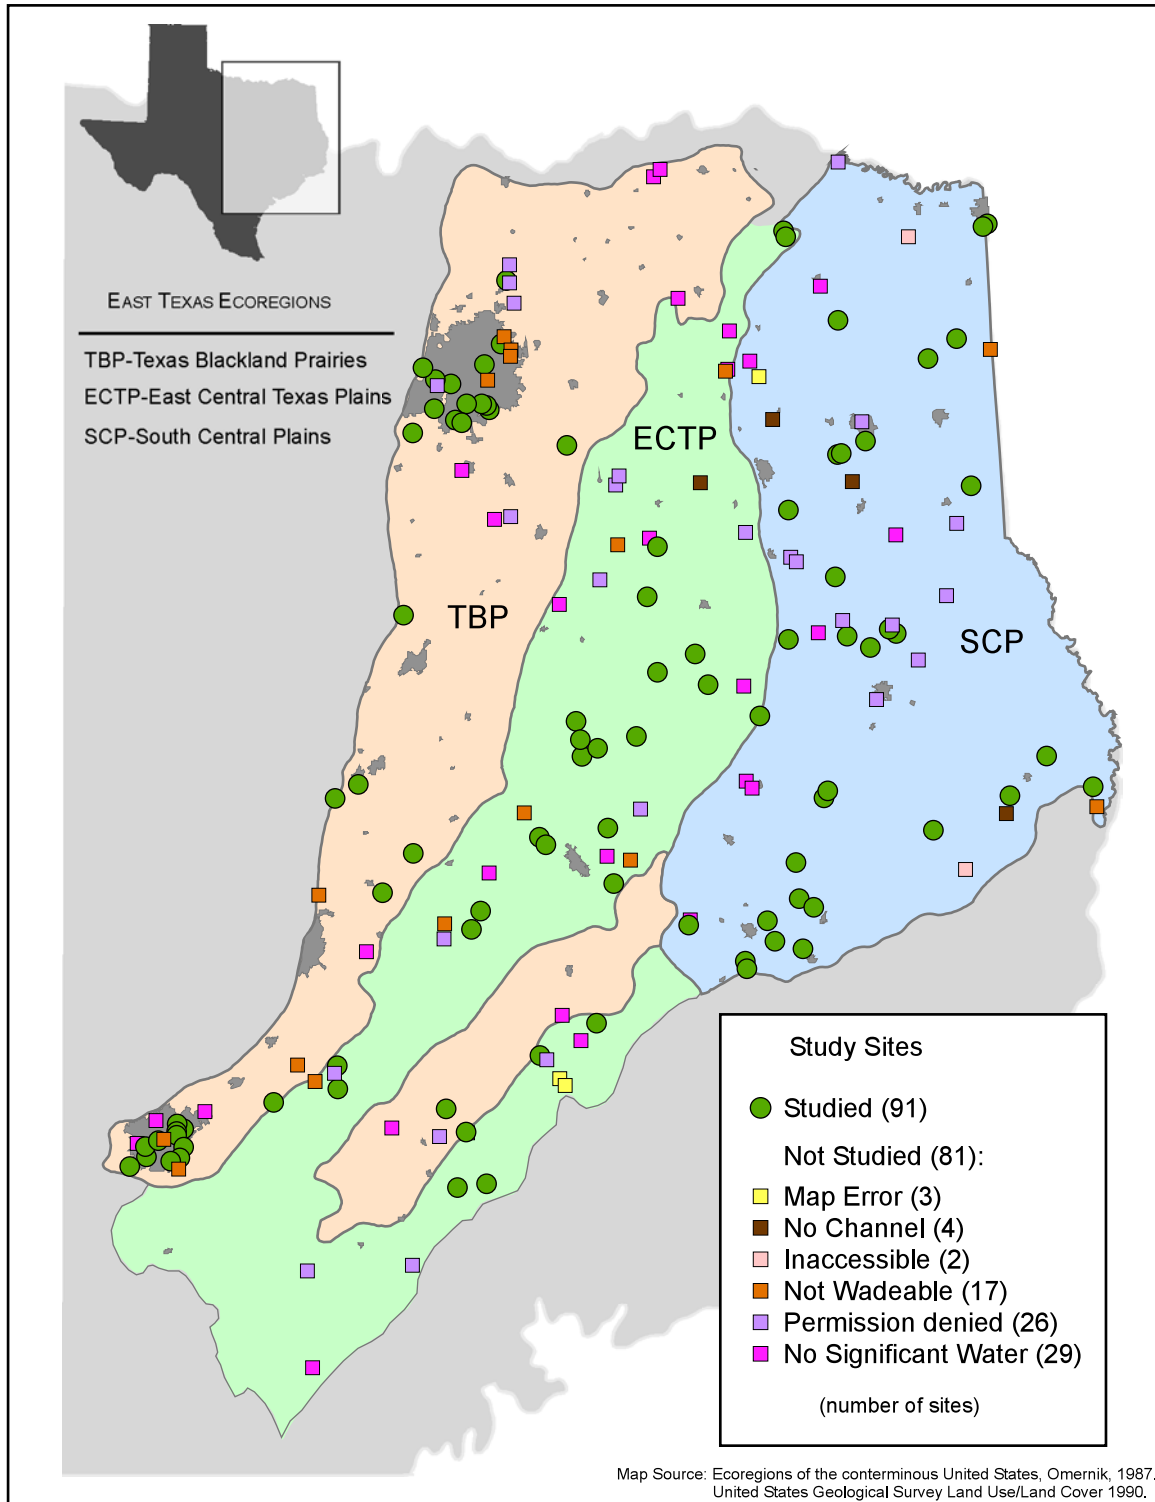 EAST TEXAS ECOREGIONS
TBP-Texas Blackland Prairies
ECTP-East Central Texas Plains
SCP-South Central Plains
ECTP
TBP
SCP
Study Sites
Studied (91)
Not Studied (81):
Map Error (3)
No Channel (4)
Inaccessible (2)
Not Wadeable (17)
Permission denied (26)
No Significant Water (29)
(number of sites)
Map Source: Ecoregions of the conterminous United States, Omernik, 1987.
United States Geological Survey Land Use/Land Cover 1990.